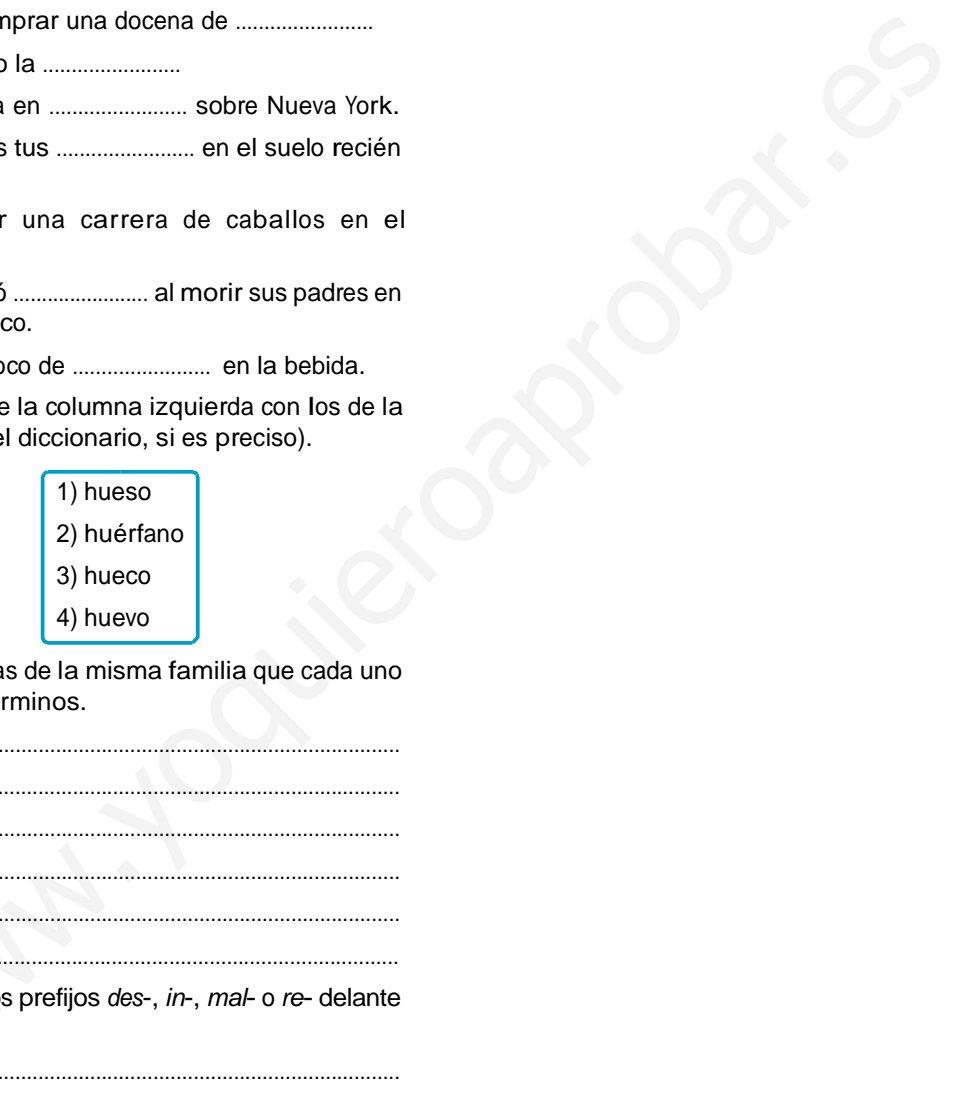 mprar una docena de ........................
o la ........................
a en ........................ sobre Nueva York.
s tus ........................ en el suelo recién
r una carrera de caballos en el
ó ........................ al morir sus padres en
co.
oco de ........................ en la bebida.
e la columna izquierda con los de la
el diccionario, si es preciso).
1) hueso
2) huérfano
3) hueco
4) huevo
as de la misma familia que cada uno
rminos.
........................................................................
........................................................................
........................................................................
........................................................................
........................................................................
........................................................................
s prefijos des-, in-, mal- o re- delante
........................................................................
w.yoquieroaprobar.es